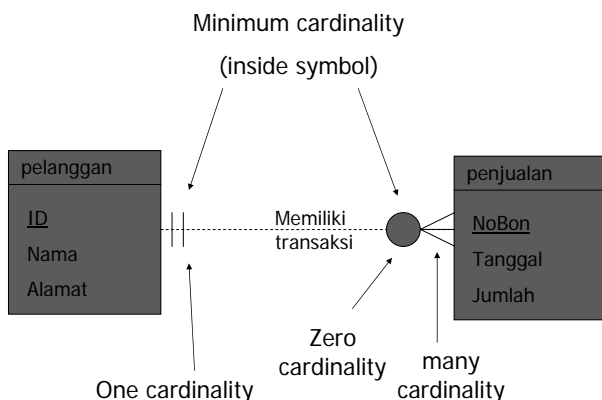 Minimum cardinality
(inside symbol)
pelanggan
ID
Nama
Alamat
Memiliki
transaksi
penjualan
NoBon
Tanggal
Jumlah
One cardinality
Zero
cardinality
many
cardinality